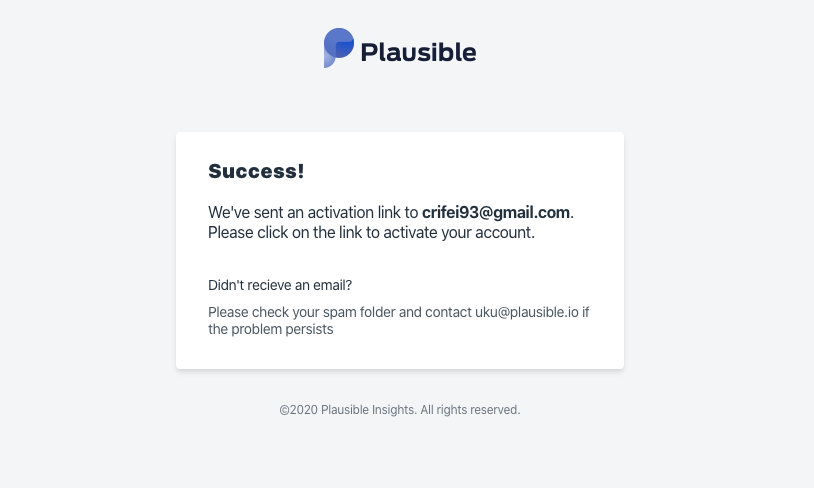 Plausible
Success!
We've sent an activation link to crifei93@gmail.com.
Please click on the link to activate your account.
Didn't recieve an email?
Please check your spam folder and contact uku@plausible.io if
the problem persists
©2020 Plausible Insights. All rights reserved.